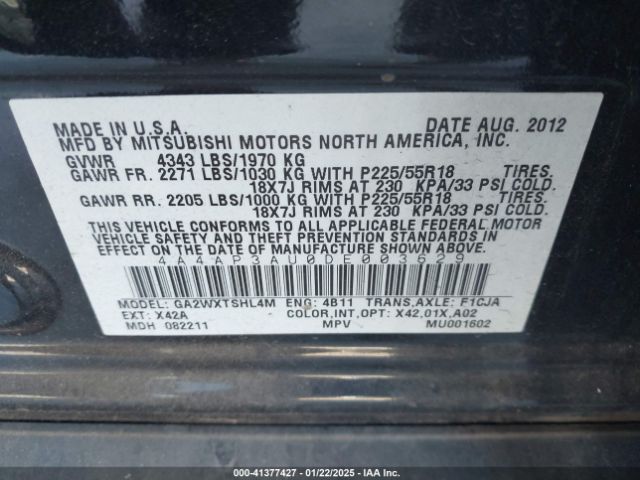 MADE IN U.S.A. DATE AUG. 2012
MFD BY MITSUBISHI MOTORS NORTH AMERICA, INC.
GVWR 4343 LBS/1970 KG
GAWR FR. 2271 LBS/1030 KG WITH P225/55R18 TIRES.
18X7J RIMS AT 230 KPA/33 PSI COLD.
GAWR RR. 2205 LBS/1000 KG WITH P225/55R18 TIRES.
18X7J RIMS AT 230 KPA/33 PSI COLD.
THIS VEHICLE CONFORMS TO ALL APPLICABLE FEDERAL MOTOR
VEHICLE SAFETY AND THEFT PREVENTION STANDARDS IN
EFFECT ON THE DATE OF MANUFACTURE SHOWN ABOVE.
4A4AP3AU0DE003629
MODEL: GA2WXTSHL4M ENG: 4B11 TRANS,AXLE: F1CJA
EXT: X42A COLOR,INT,OPT: X42,01X,A02
MDH 082211 MPV MU001602
000-41377427 - 01/22/2025 - IAA Inc.